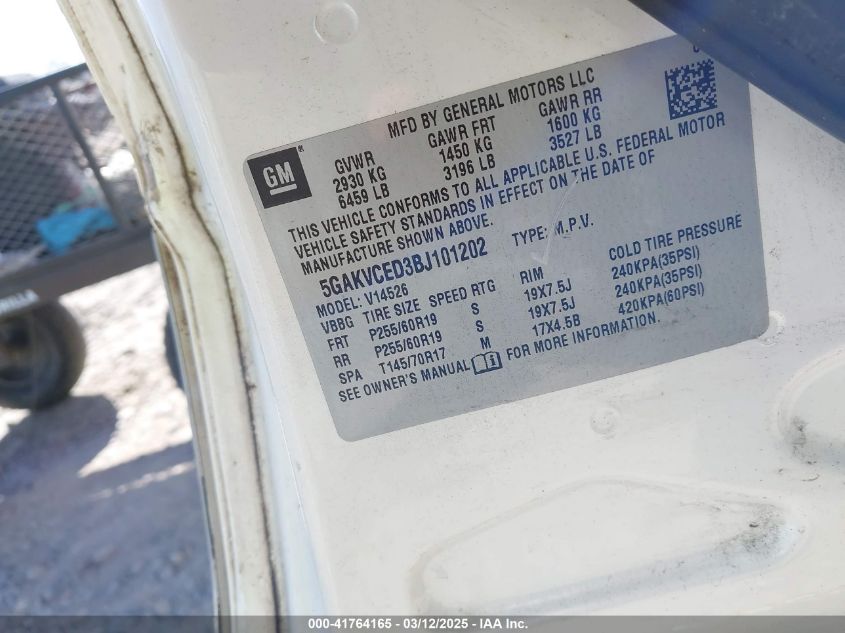 MFD BY GENERAL MOTORS LLC
GM
GVWR GAWR FRT GAWR RR
2930 KG 1450 KG 1600 KG
6459 LB 3196 LB 3527 LB
THIS VEHICLE CONFORMS TO ALL APPLICABLE U.S. FEDERAL MOTOR
VEHICLE SAFETY STANDARDS IN EFFECT ON THE DATE OF
MANUFACTURE SHOWN ABOVE.
5GAKVCED3BJ101202 TYPE: M.P.V.
MODEL: V14526
VBBG TIRE SIZE SPEED RTG RIM COLD TIRE PRESSURE
FRT P255/60R19 S 19X7.5J 240KPA(35PSI)
RR P255/60R19 S 19X7.5J 240KPA(35PSI)
SPA T145/70R17 M 17X4.5B 420KPA(60PSI)
SEE OWNER'S MANUAL FOR MORE INFORMATION.
000-41764165 - 03/12/2025 - IAA Inc.